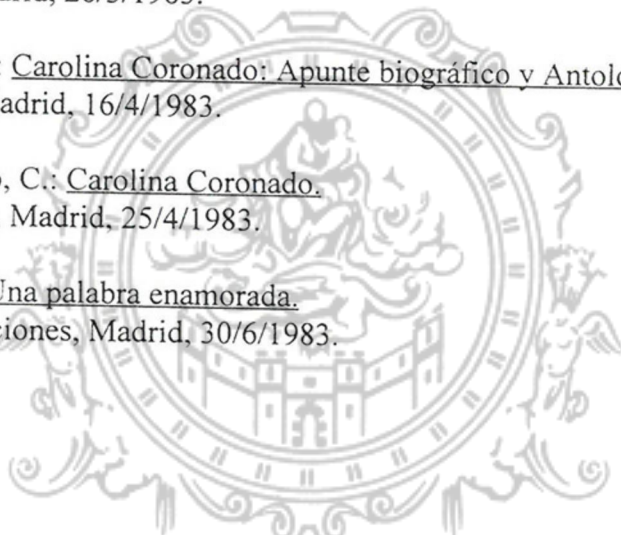 : Carolina Coronado: Apunte biográfico y
adrid, 16/4/1983.
, C.: Carolina Coronado.
Madrid, 25/4/1983.
Una palabra enamorada.
ciones, Madrid, 30/6/1983.